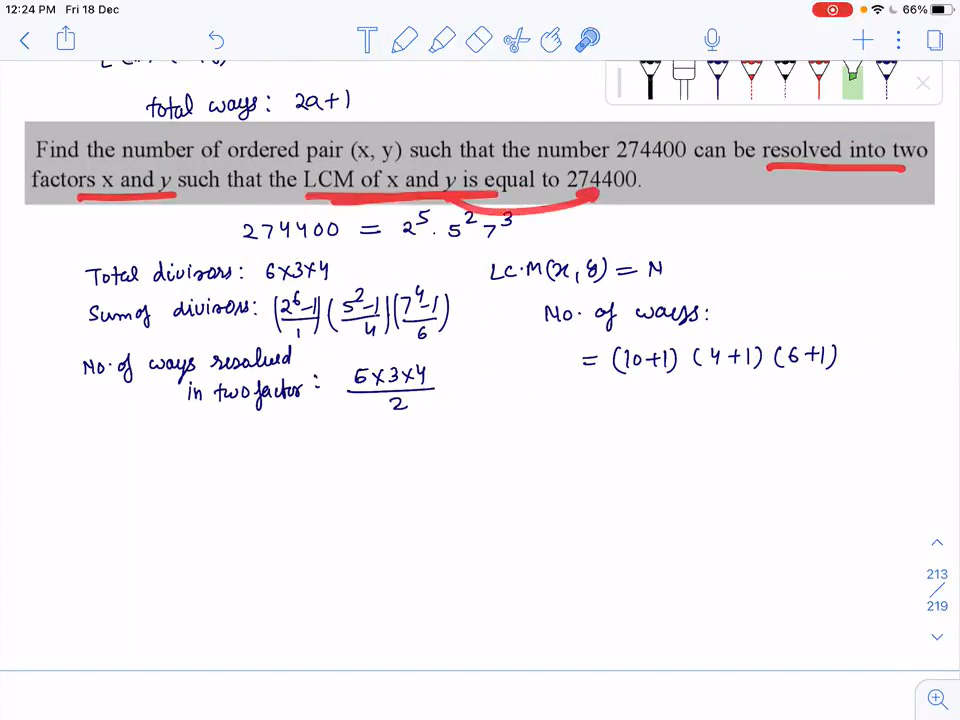 12:24 PM Fri 18 Dec
66%
total ways: 2a+1
Find the number of ordered pair (x, y) such that the number 274400 can be resolved into two
factors x and y such that the LCM of x and y is equal to 274400.
274400 = 2^5 . 5^2 7^3
Total divisors: 6×3×4
Sum of divisors: (2^6-1/1) (5^2-1/4) (7^4-1/6)
No. of ways resolved
in two factor : 6×3×4/2
LC.M(x, y) = N
No. of ways:
= (10+1) (4+1) (6+1)
213
219